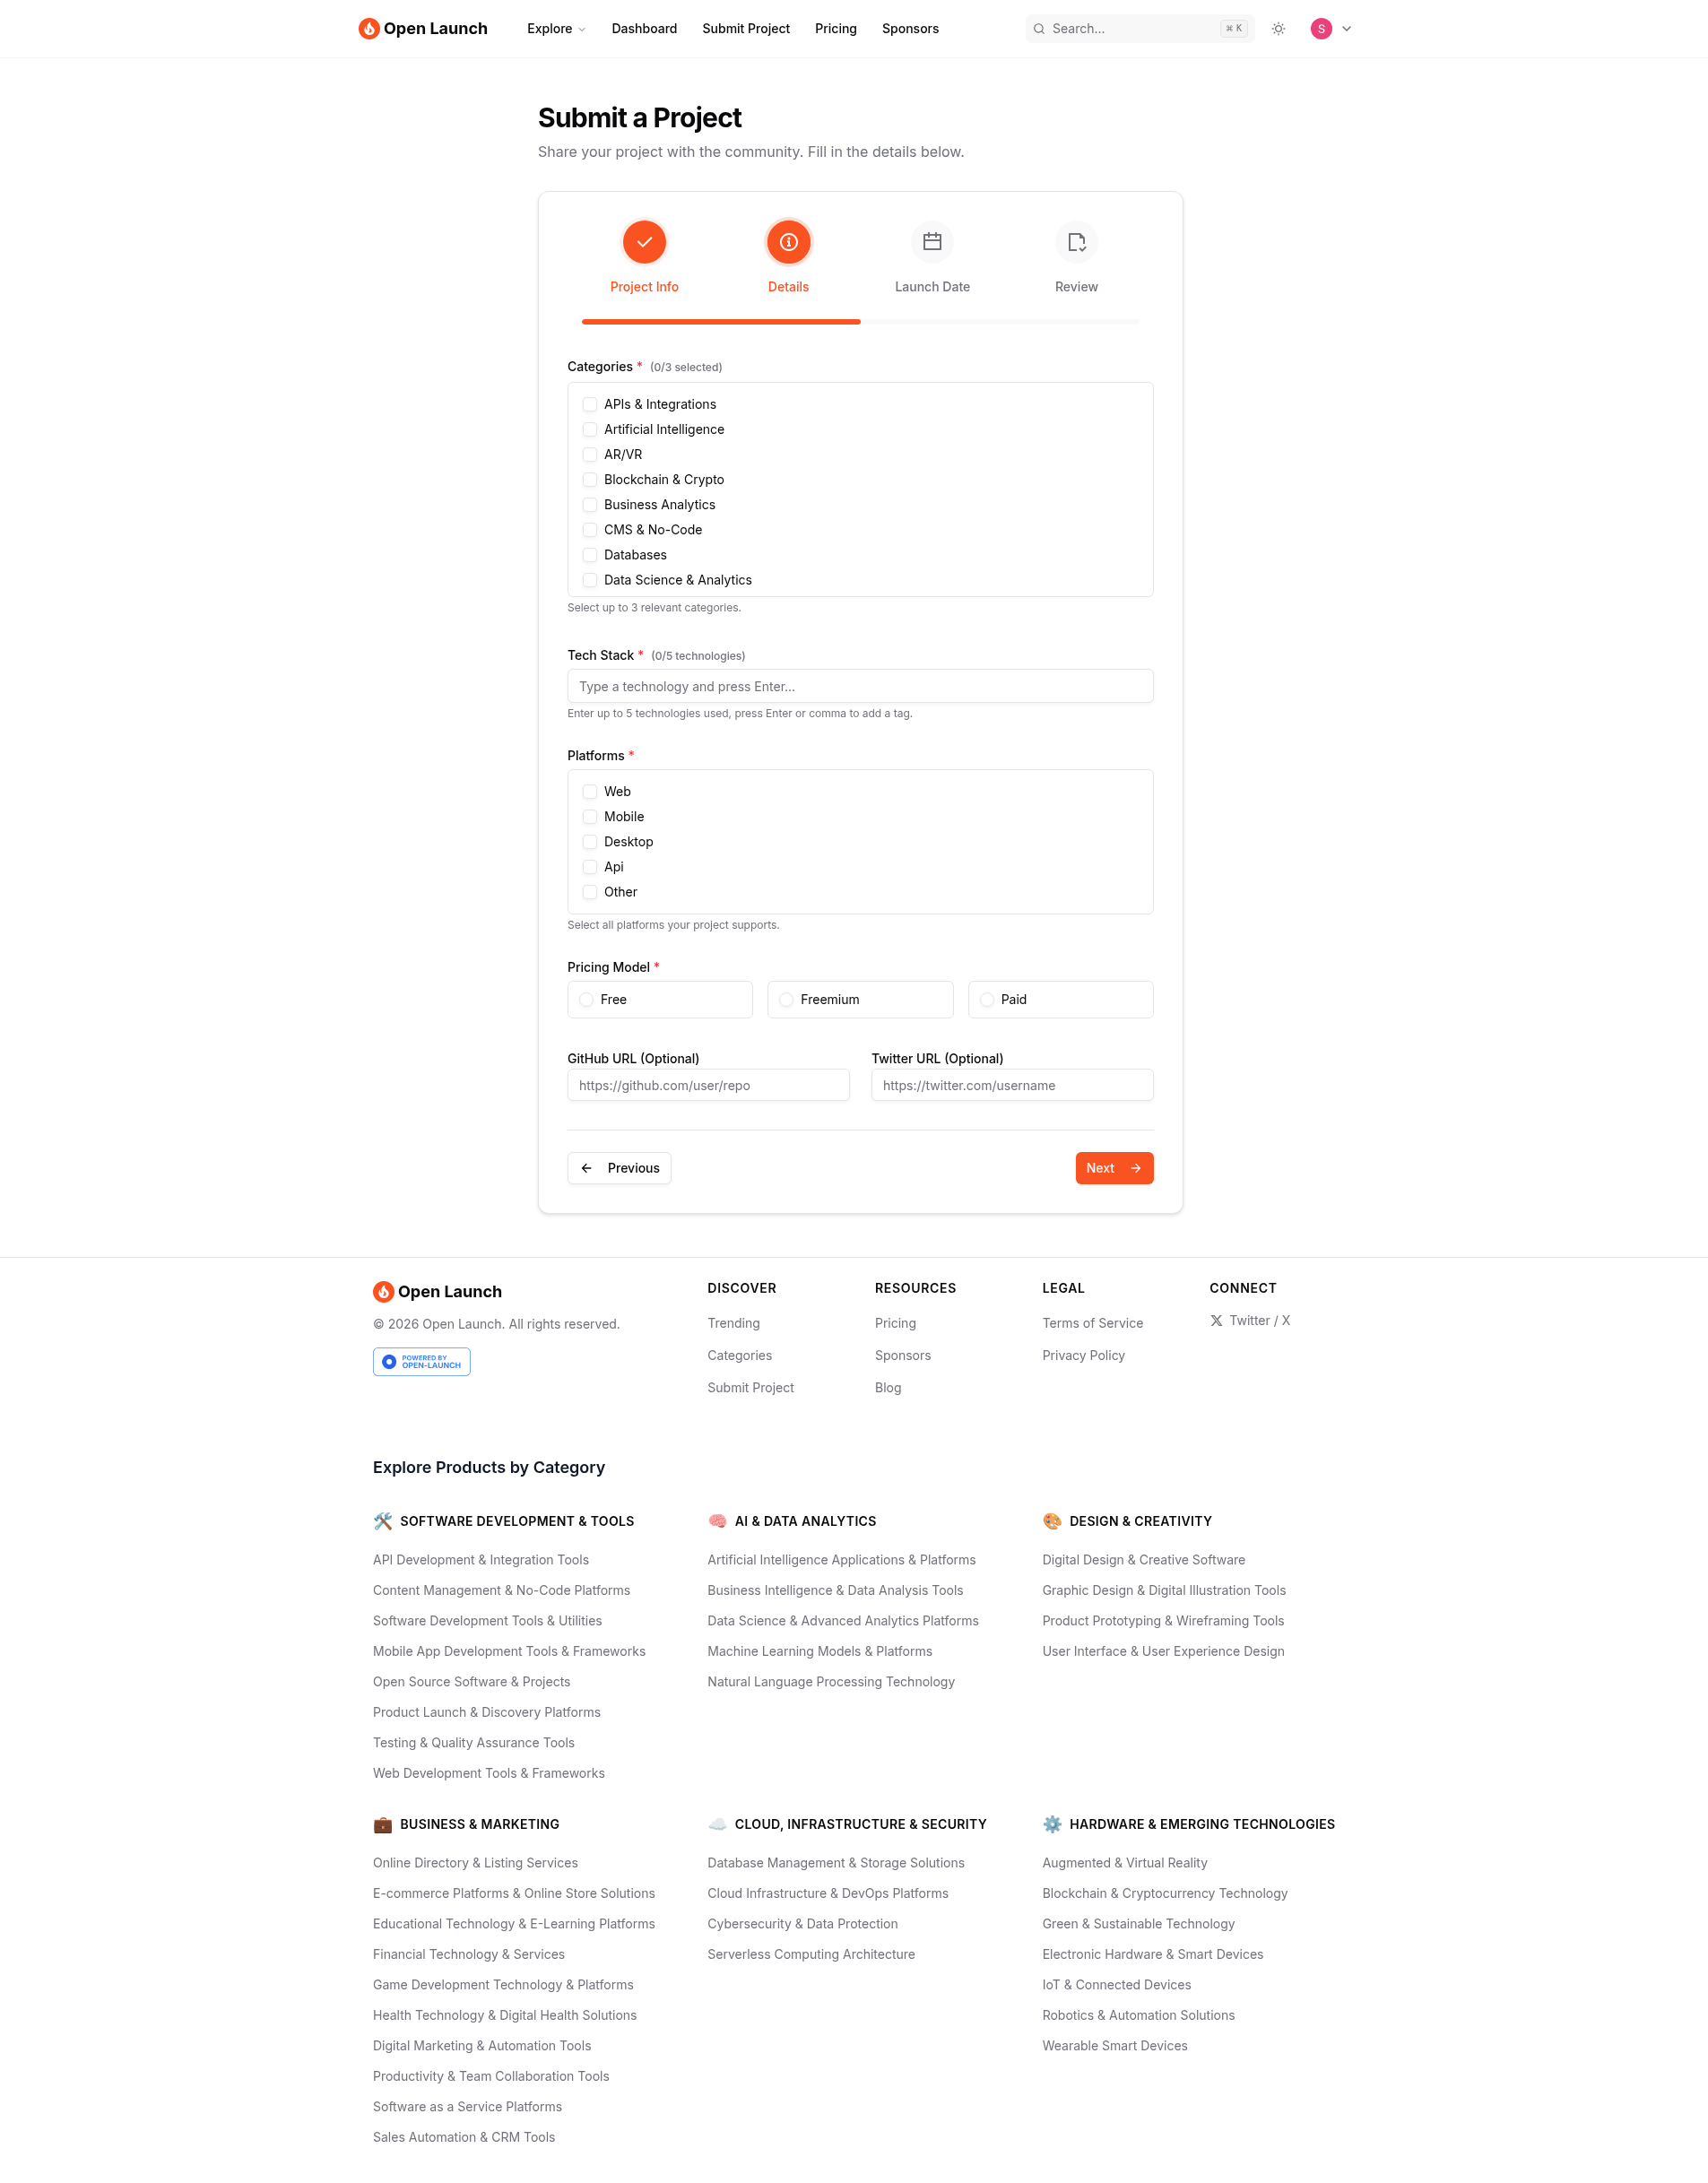 Open Launch
Explore
Dashboard
Submit Project
Pricing
Sponsors
Search...
⌘ K
S
Submit a Project
Share your project with the community. Fill in the details below.
Project Info
Details
Launch Date
Review
Categories * (0/3 selected)
APIs & Integrations
Artificial Intelligence
AR/VR
Blockchain & Crypto
Business Analytics
CMS & No-Code
Databases
Data Science & Analytics
Select up to 3 relevant categories.
Tech Stack * (0/5 technologies)
Type a technology and press Enter...
Enter up to 5 technologies used, press Enter or comma to add a tag.
Platforms *
Web
Mobile
Desktop
Api
Other
Select all platforms your project supports.
Pricing Model *
Free
Freemium
Paid
GitHub URL (Optional)
Twitter URL (Optional)
https://github.com/user/repo
https://twitter.com/username
Previous
Next
Open Launch
© 2026 Open Launch. All rights reserved.
POWERED BY
OPEN-LAUNCH
DISCOVER
Trending
Categories
Submit Project
RESOURCES
Pricing
Sponsors
Blog
LEGAL
Terms of Service
Privacy Policy
CONNECT
Twitter / X
Explore Products by Category
SOFTWARE DEVELOPMENT & TOOLS
API Development & Integration Tools
Content Management & No-Code Platforms
Software Development Tools & Utilities
Mobile App Development Tools & Frameworks
Open Source Software & Projects
Product Launch & Discovery Platforms
Testing & Quality Assurance Tools
Web Development Tools & Frameworks
AI & DATA ANALYTICS
Artificial Intelligence Applications & Platforms
Business Intelligence & Data Analysis Tools
Data Science & Advanced Analytics Platforms
Machine Learning Models & Platforms
Natural Language Processing Technology
DESIGN & CREATIVITY
Digital Design & Creative Software
Graphic Design & Digital Illustration Tools
Product Prototyping & Wireframing Tools
User Interface & User Experience Design
BUSINESS & MARKETING
Online Directory & Listing Services
E-commerce Platforms & Online Store Solutions
Educational Technology & E-Learning Platforms
Financial Technology & Services
Game Development Technology & Platforms
Health Technology & Digital Health Solutions
Digital Marketing & Automation Tools
Productivity & Team Collaboration Tools
Software as a Service Platforms
Sales Automation & CRM Tools
CLOUD, INFRASTRUCTURE & SECURITY
Database Management & Storage Solutions
Cloud Infrastructure & DevOps Platforms
Cybersecurity & Data Protection
Serverless Computing Architecture
HARDWARE & EMERGING TECHNOLOGIES
Augmented & Virtual Reality
Blockchain & Cryptocurrency Technology
Green & Sustainable Technology
Electronic Hardware & Smart Devices
IoT & Connected Devices
Robotics & Automation Solutions
Wearable Smart Devices